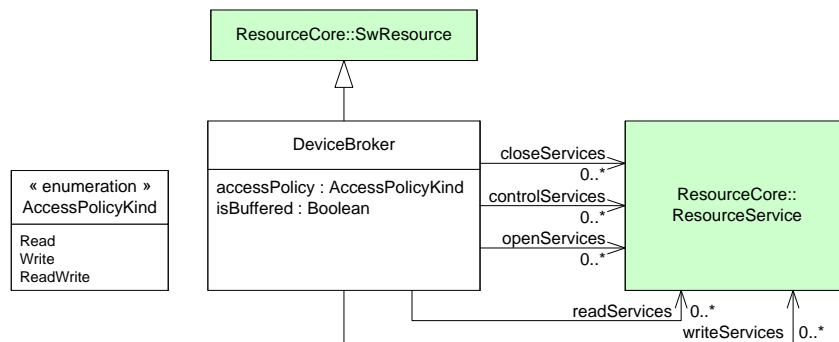 ResourceCore::SwResource
DeviceBroker
accessPolicy : AccessPolicyKind
isBuffered : Boolean
« enumeration »
AccessPolicyKind
Read
Write
ReadWrite
closeServices
0..*
controlServices
0..*
openServices
0..*
ResourceCore::
ResourceService
readServices
0..*
writeServices
0..*